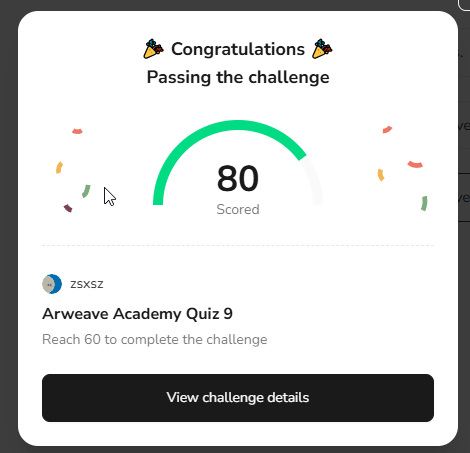 🎉 Congratulations 🎉
Passing the challenge
80
Scored
zsxsz
Arweave Academy Quiz 9
Reach 60 to complete the challenge
View challenge details